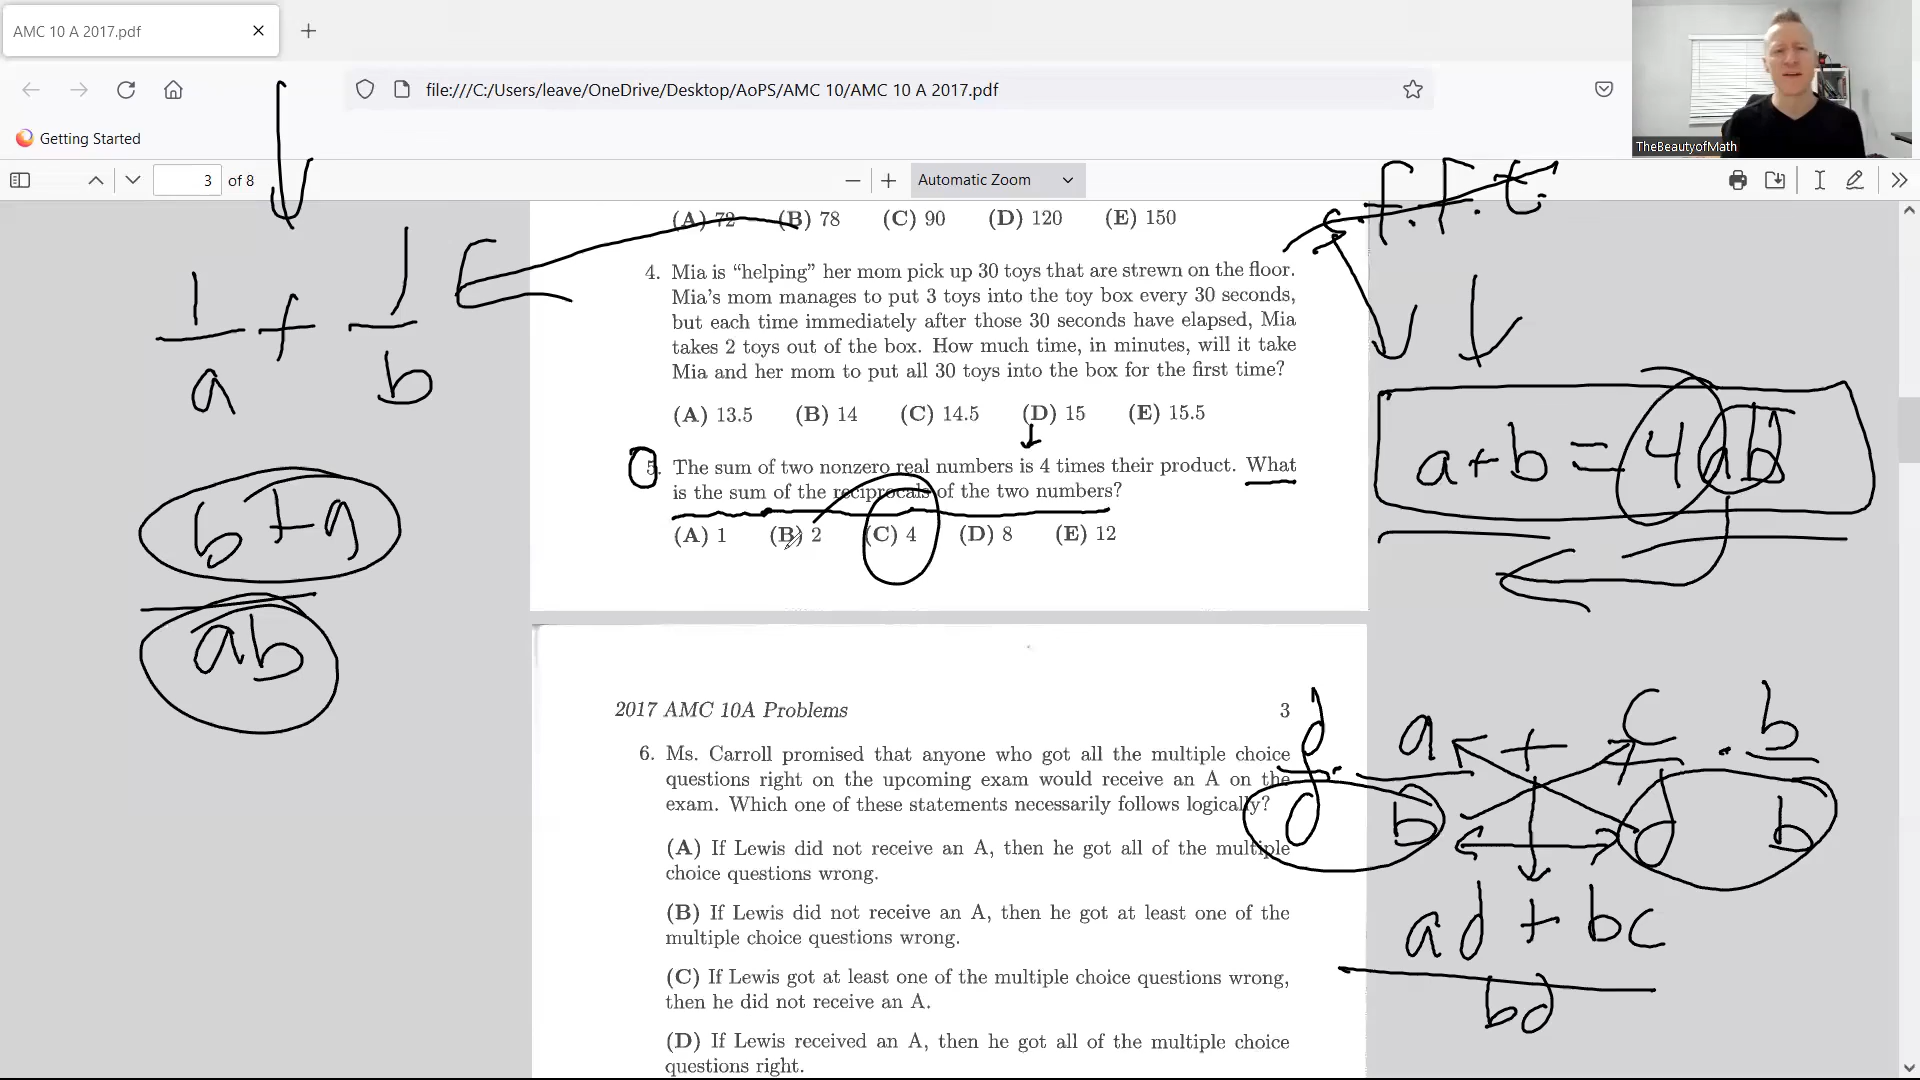 AMC 10 A 2017.pdf
file:///C:/Users/leave/OneDrive/Desktop/AoPS/AMC 10/AMC 10 A 2017.pdf
Getting Started
TheBeautyofMath
3 of 8
Automatic Zoom
f.f.t.
(A) 72 (B) 78 (C) 90 (D) 120 (E) 150
4. Mia is “helping” her mom pick up 30 toys that are strewn on the floor.
Mia’s mom manages to put 3 toys into the toy box every 30 seconds,
but each time immediately after those 30 seconds have elapsed, Mia
takes 2 toys out of the box. How much time, in minutes, will it take
Mia and her mom to put all 30 toys into the box for the first time?
(A) 13.5 (B) 14 (C) 14.5 (D) 15 (E) 15.5
5. The sum of two nonzero real numbers is 4 times their product. What
is the sum of the reciprocals of the two numbers?
(A) 1 (B) 2 (C) 4 (D) 8 (E) 12
1 1
+
a b
b + a
ab
a + b = 4ab
2017 AMC 10A Problems 3
6. Ms. Carroll promised that anyone who got all the multiple choice
questions right on the upcoming exam would receive an A on the
exam. Which one of these statements necessarily follows logically?
(A) If Lewis did not receive an A, then he got all of the multiple
choice questions wrong.
(B) If Lewis did not receive an A, then he got at least one of the
multiple choice questions wrong.
(C) If Lewis got at least one of the multiple choice questions wrong,
then he did not receive an A.
(D) If Lewis received an A, then he got all of the multiple choice
questions right.
d · a + c · b
d b d b
ad + bc
bd